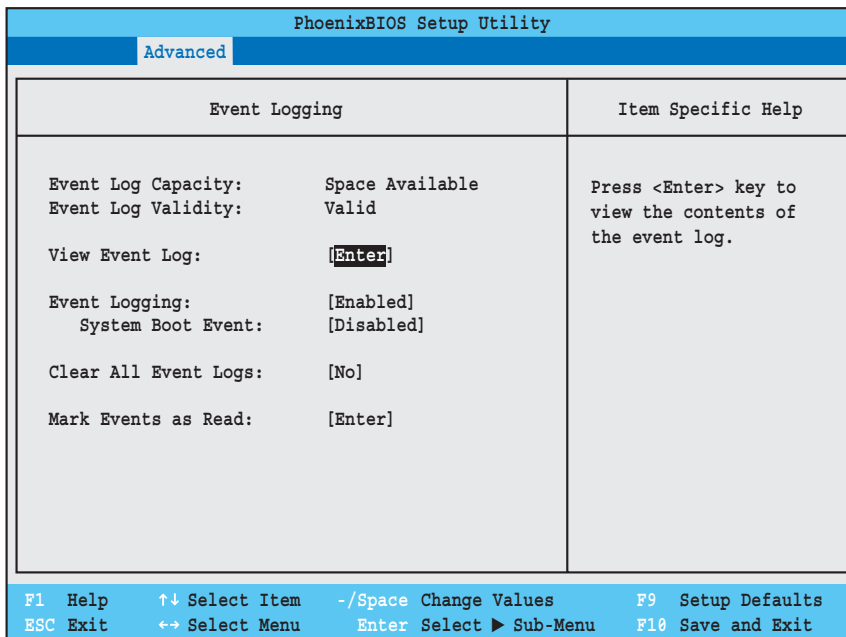 PhoenixBIOS Setup Utility
Advanced
Event Logging
Item Specific Help
Event Log Capacity: Space Available
Event Log Validity: Valid
View Event Log: [Enter]
Event Logging: [Enabled]
System Boot Event: [Disabled]
Clear All Event Logs: [No]
Mark Events as Read: [Enter]
Press <Enter> key to
view the contents of
the event log.
F1 Help ↑↓ Select Item -/Space Change Values F9 Setup Defaults
ESC Exit ←→ Select Menu Enter Select ▶ Sub-Menu F10 Save and Exit